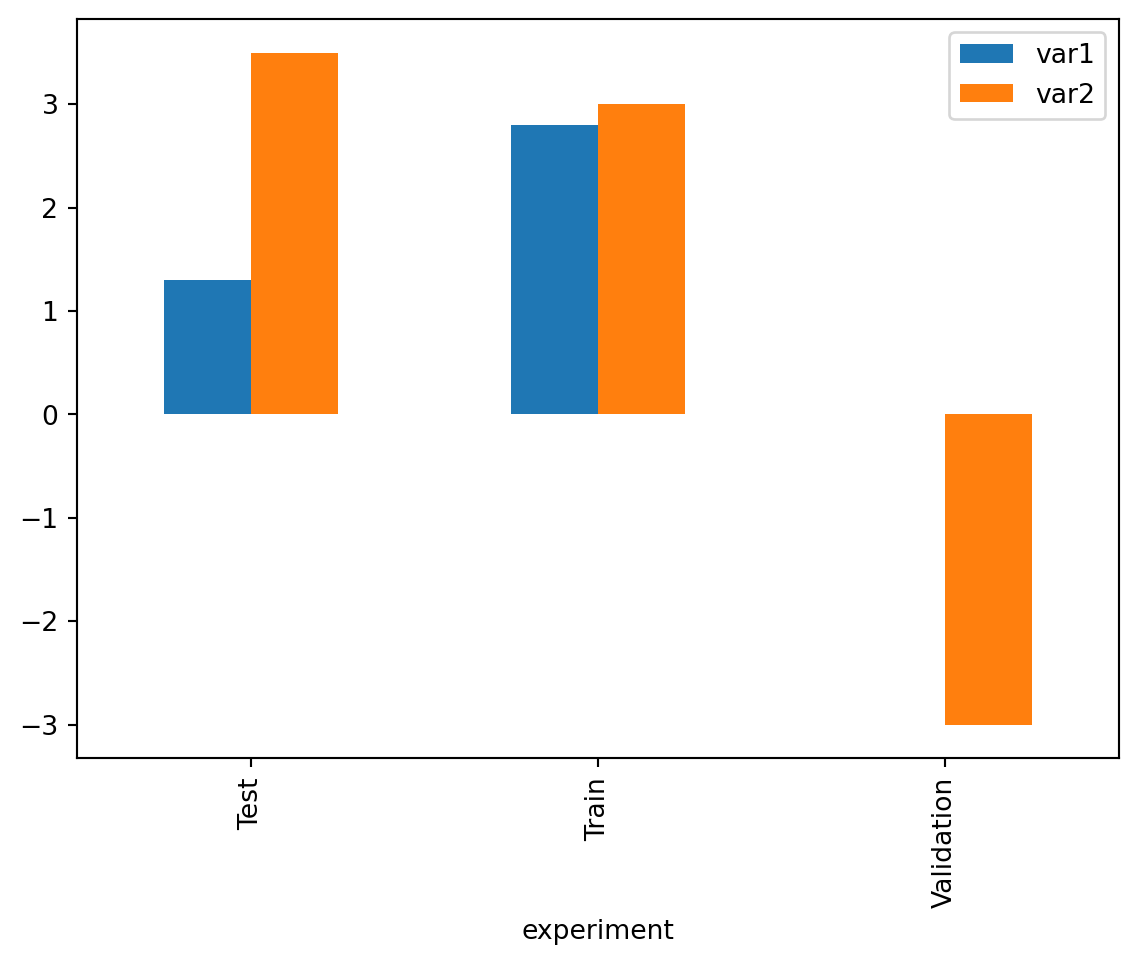 var1
var2
3
2
1
0
−1
−2
−3
Test
Train
Validation
experiment